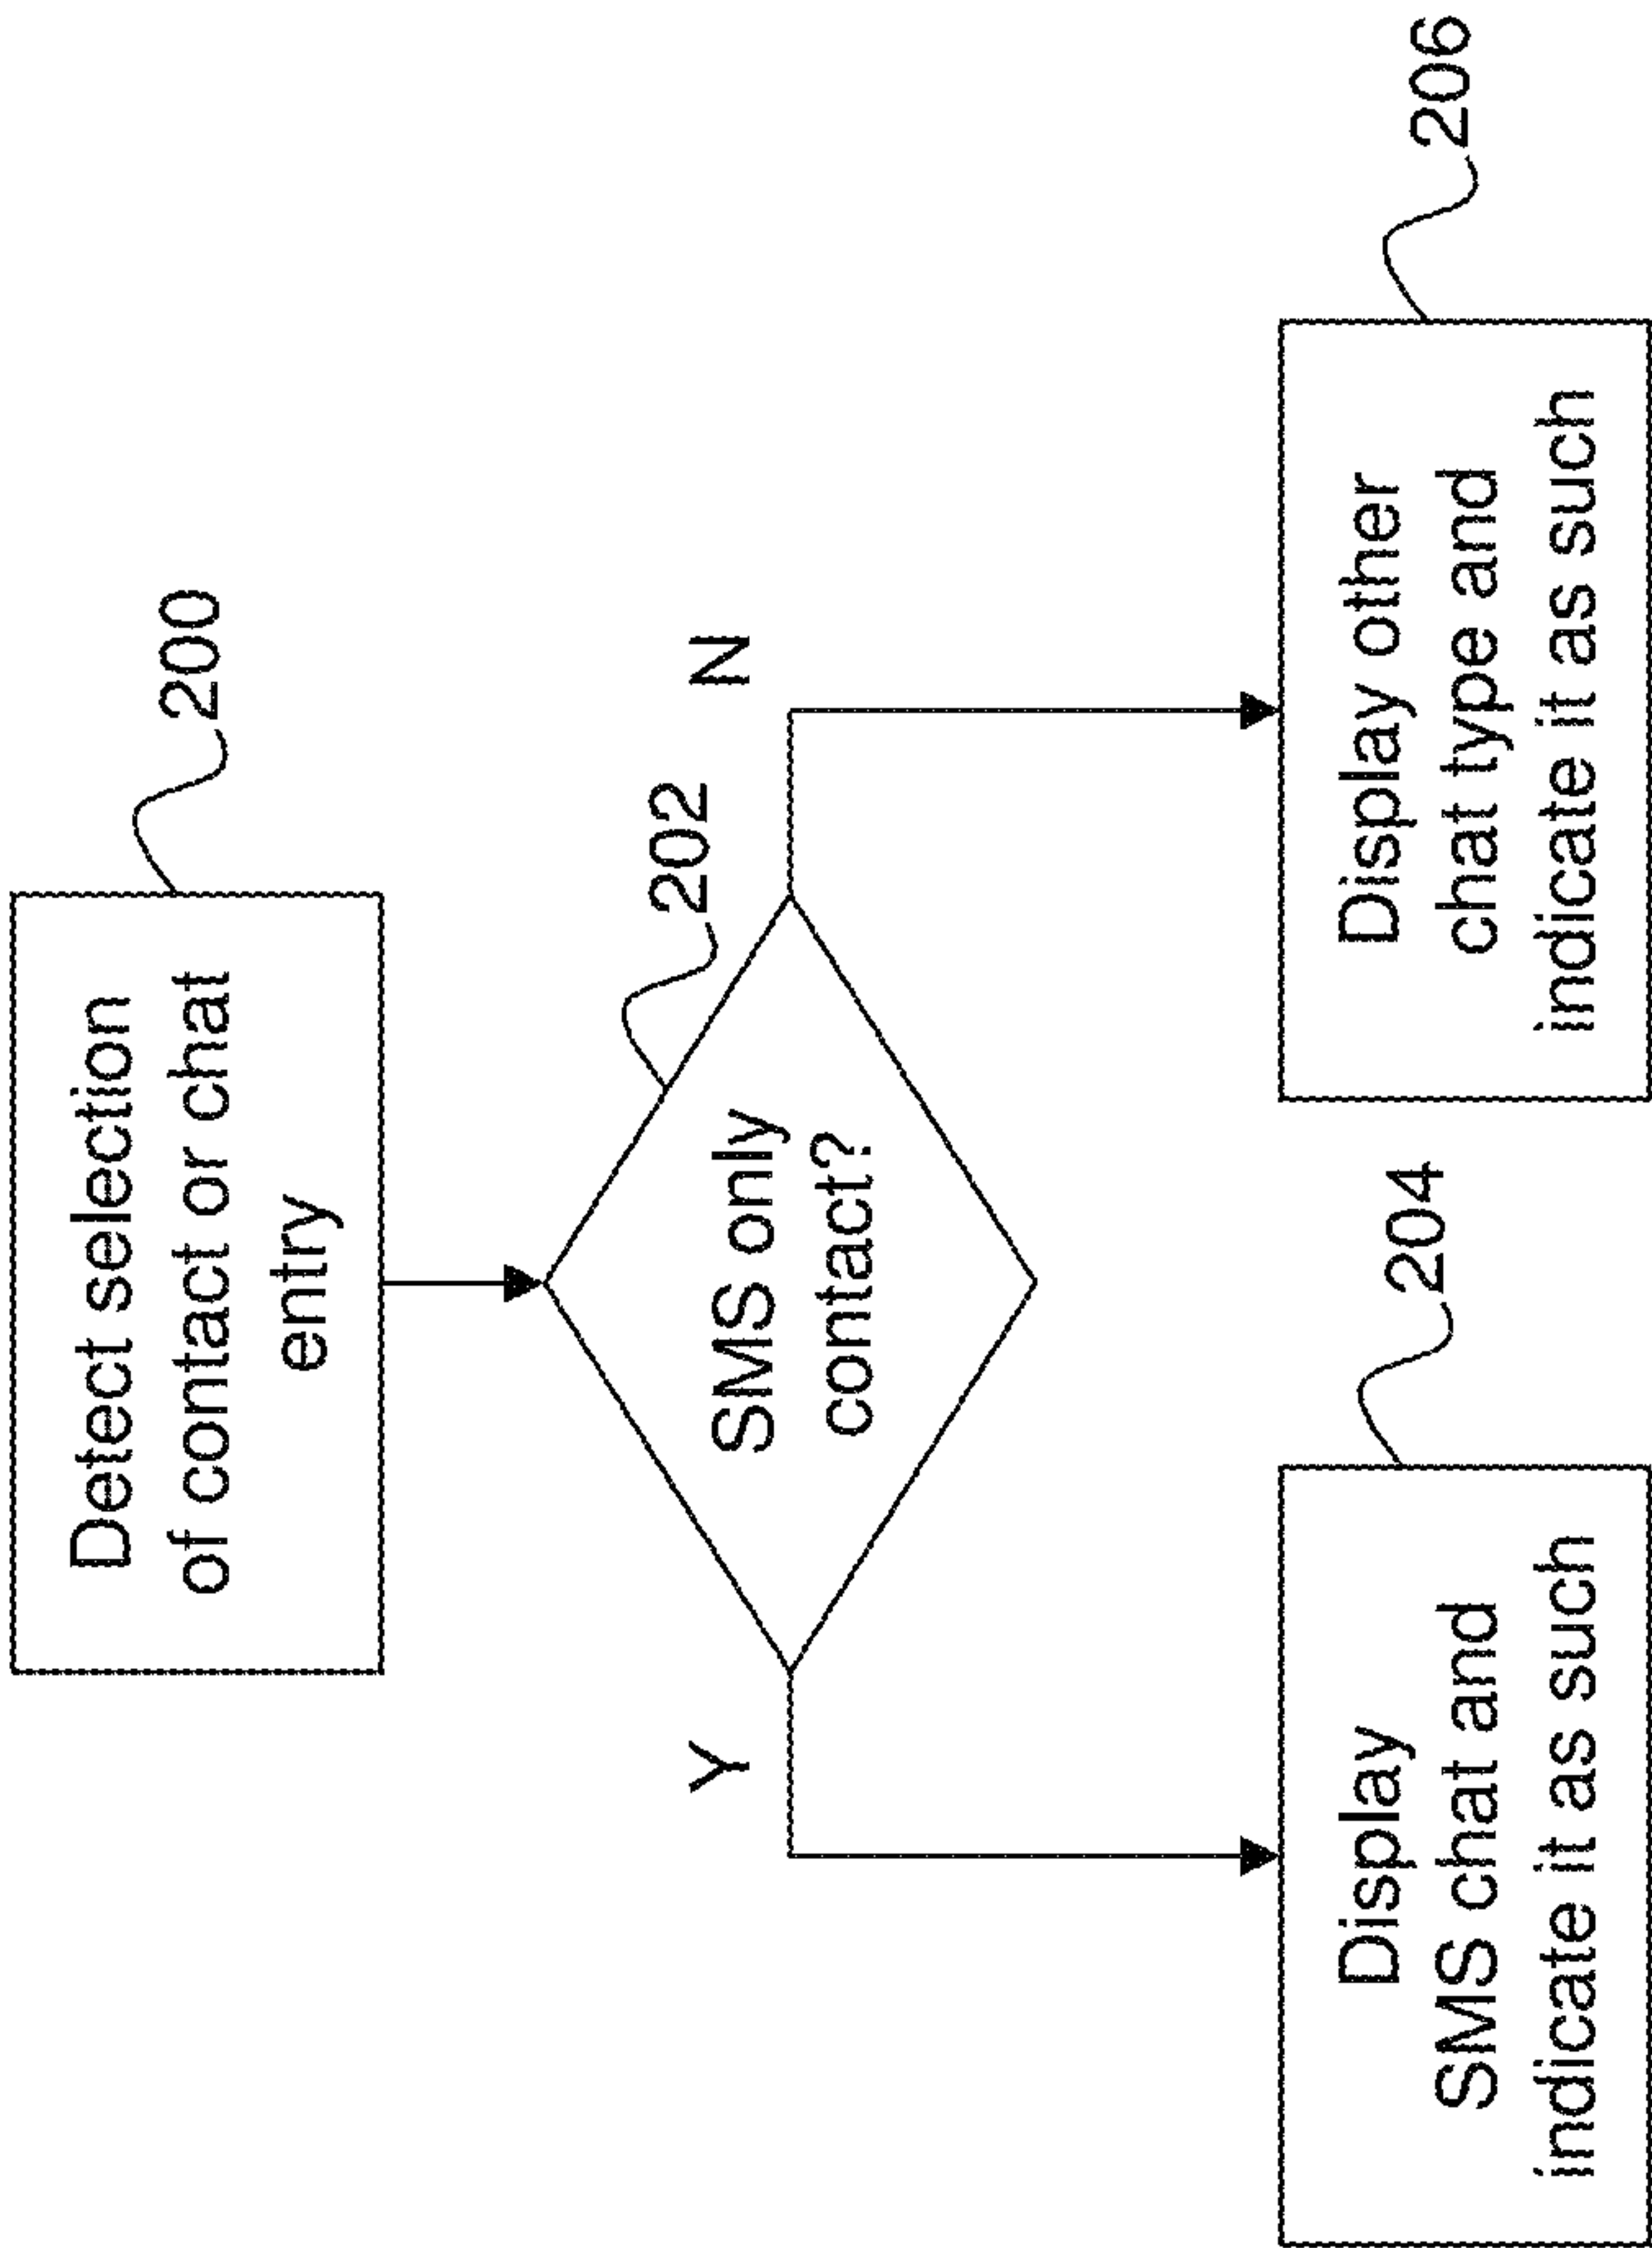 Detect selection
of contact or chat
entry
200
SMS only
contact?
202
Y
N
Display
SMS chat and
indicate it as such
204
Display other
chat type and
indicate it as such
206